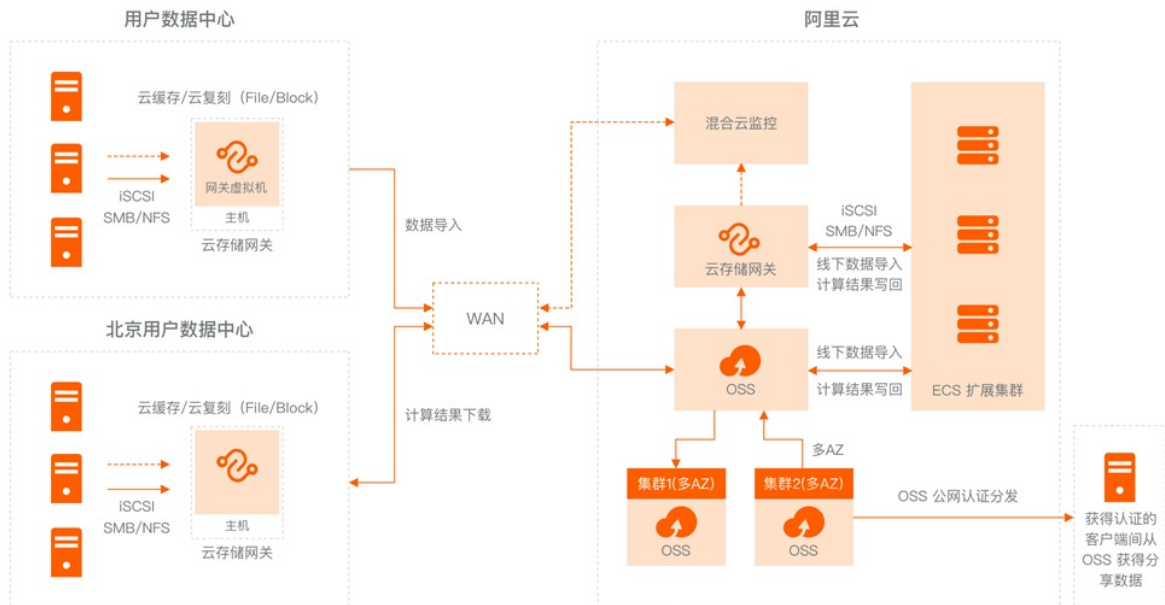 用户数据中心
云缓存/云复刻（File/Block）
网关虚拟机
iSCSI
SMB/NFS
主机
云存储网关
数据导入
北京用户数据中心
云缓存/云复刻（File/Block）
iSCSI
SMB/NFS
主机
云存储网关
计算结果下载
WAN
阿里云
混合云监控
云存储网关
iSCSI
SMB/NFS
线下数据导入
计算结果写回
OSS
线下数据导入
计算结果写回
ECS 扩展集群
多AZ
集群1(多AZ)
OSS
集群2(多AZ)
OSS
OSS 公网认证分发
获得认证的
客户端间从
OSS 获得分
享数据